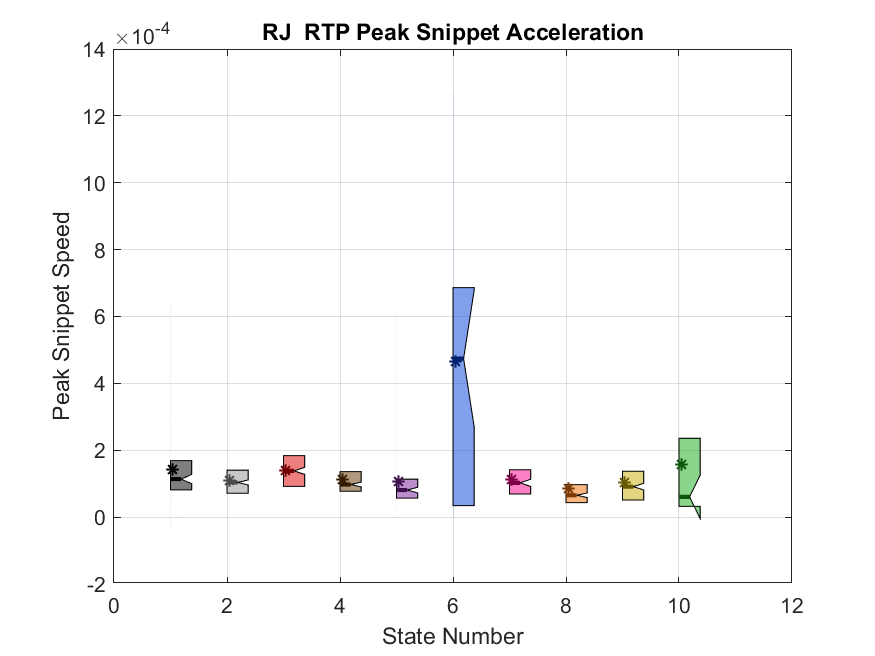 RJ  RTP Peak Snippet Acceleration
×10-4
14
12
10
8
6
4
2
0
-2
Peak Snippet Speed
0 2 4 6 8 10 12
State Number